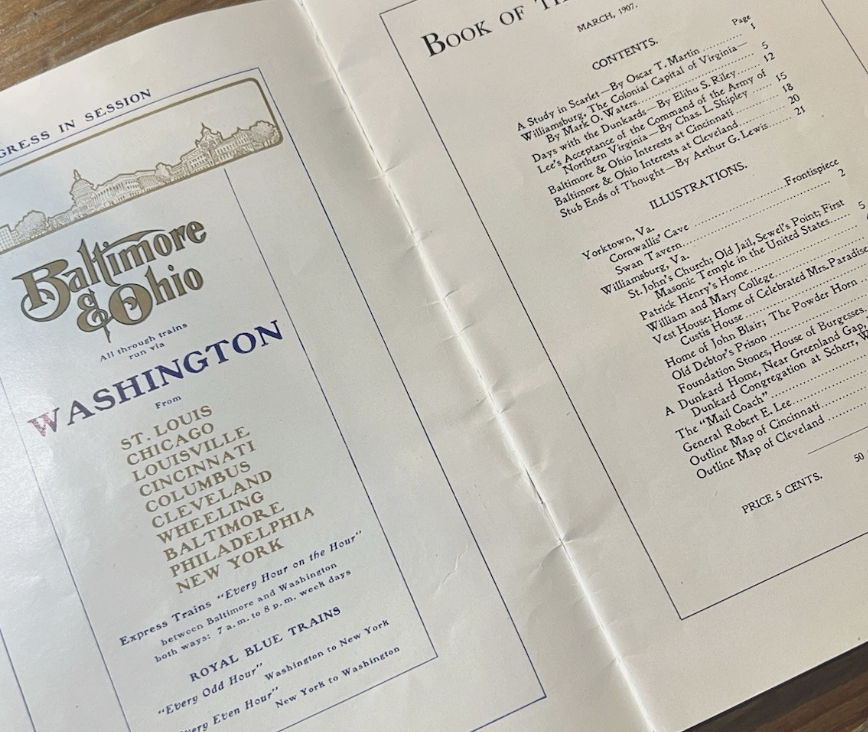 GRESS IN SESSION
Baltimore
& Ohio
All through trains
run via
WASHINGTON
From
ST. LOUIS
CHICAGO
LOUISVILLE
CINCINNATI
COLUMBUS
CLEVELAND
WHEELING
BALTIMORE
PHILADELPHIA
NEW YORK
Express Trains "Every Hour on the Hour"
between Baltimore and Washington
both ways: 7 a. m. to 8 p. m. week days
ROYAL BLUE TRAINS
"Every Odd Hour" Washington to New York
very Even Hour" New York to Washington
BOOK OF
MARCH, 1907.
CONTENTS.
Page
A Study in Scarlet—By Oscar T. Martin 1
Williamsburg, The Colonial Capital of Virginia—
By Mark O. Waters 5
Days with the Dunkards—By Elihu S. Riley 12
Lee's Acceptance of the Command of the Army of
Northern Virginia—By Chas. L. Shipley 15
Baltimore & Ohio Interests at Cincinnati 18
Baltimore & Ohio Interests at Cleveland 20
Stub Ends of Thought—By Arthur G. Lewis 21
ILLUSTRATIONS.
Yorktown, Va.
Cornwallis' Cave Frontispiece
Swan Tavern 2
Williamsburg, Va.
St. John's Church; Old Jail, Sewel's Point; First
Masonic Temple in the United States 5
Patrick Henry's Home
William and Mary College
Vest House; Home of Celebrated Mrs. Paradise
Custis House
Home of John Blair; The Powder Horn
Old Debtor's Prison
Foundation Stones, House of Burgesses.
A Dunkard Home, Near Greenland Gap
Dunkard Congregation at Scherr, W
The "Mail Coach"
General Robert E. Lee
Outline Map of Cincinnati
Outline Map of Cleveland
PRICE 5 CENTS. 50